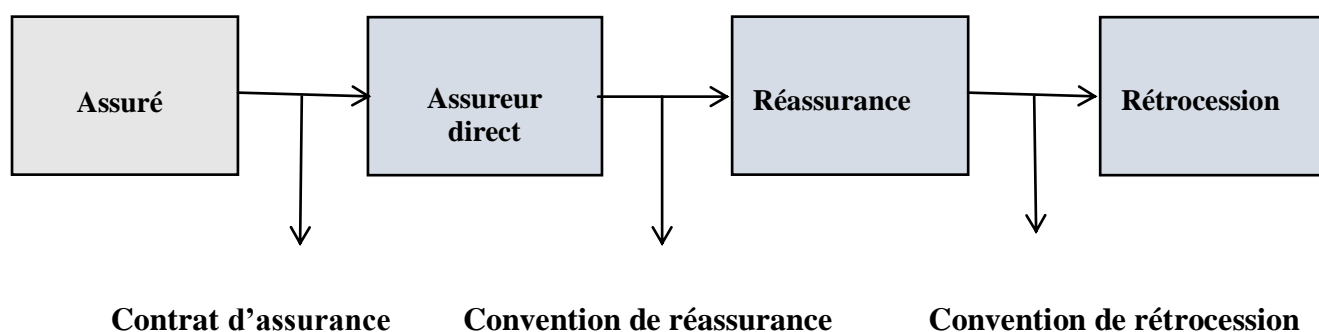 Assuré
Assureur
direct
Réassurance
Rétrocession
Contrat d’assurance
Convention de réassurance
Convention de rétrocession